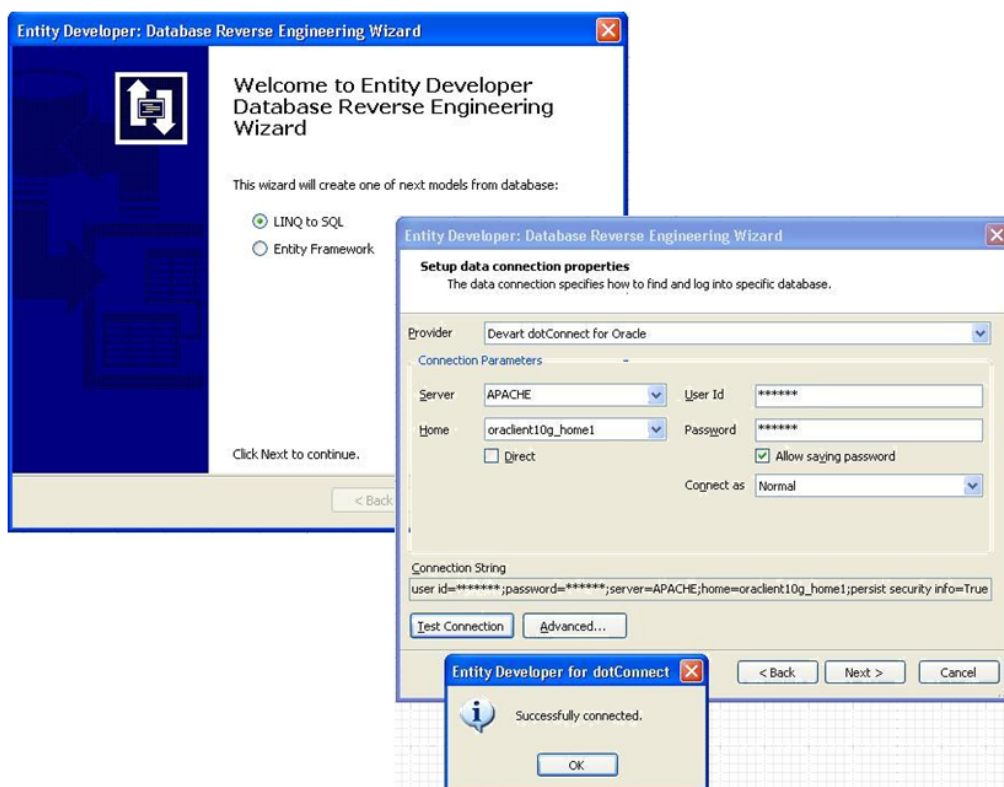 Entity Developer: Database Reverse Engineering Wizard
Welcome to Entity Developer
Database Reverse Engineering
Wizard
This wizard will create one of next models from database:
LINQ to SQL
Entity Framework
Click Next to continue.
< Back
Entity Developer: Database Reverse Engineering Wizard
Setup data connection properties
The data connection specifies how to find and log into specific database.
Provider Devart dotConnect for Oracle
Connection Parameters
Server APACHE User Id ******
Home oraclient10g_home1 Password ******
Direct Allow saving password
Connect as Normal
Connection String
user id=*******;password=******;server=APACHE;home=oraclient10g_home1;persist security info=True
Test Connection Advanced...
< Back Next > Cancel
Entity Developer for dotConnect
Successfully connected.
OK